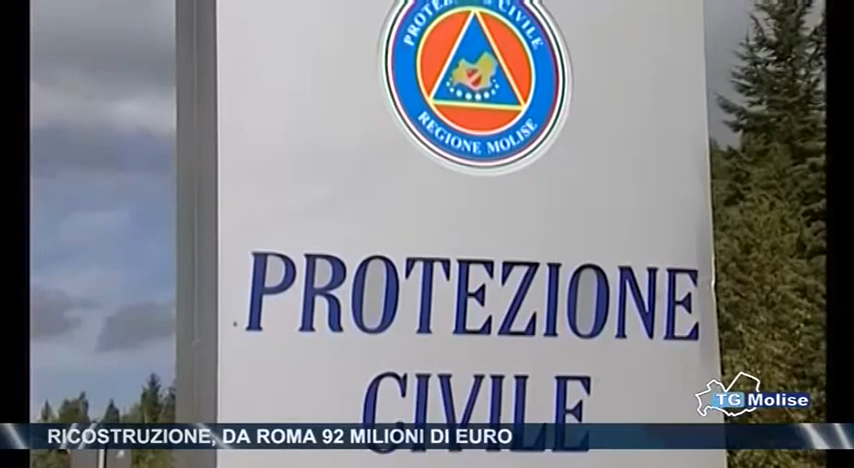 PROTEZIONE CIVILE
REGIONE MOLISE
PROTEZIONE
CIVILE
TG Molise
RICOSTRUZIONE, DA ROMA 92 MILIONI DI EURO